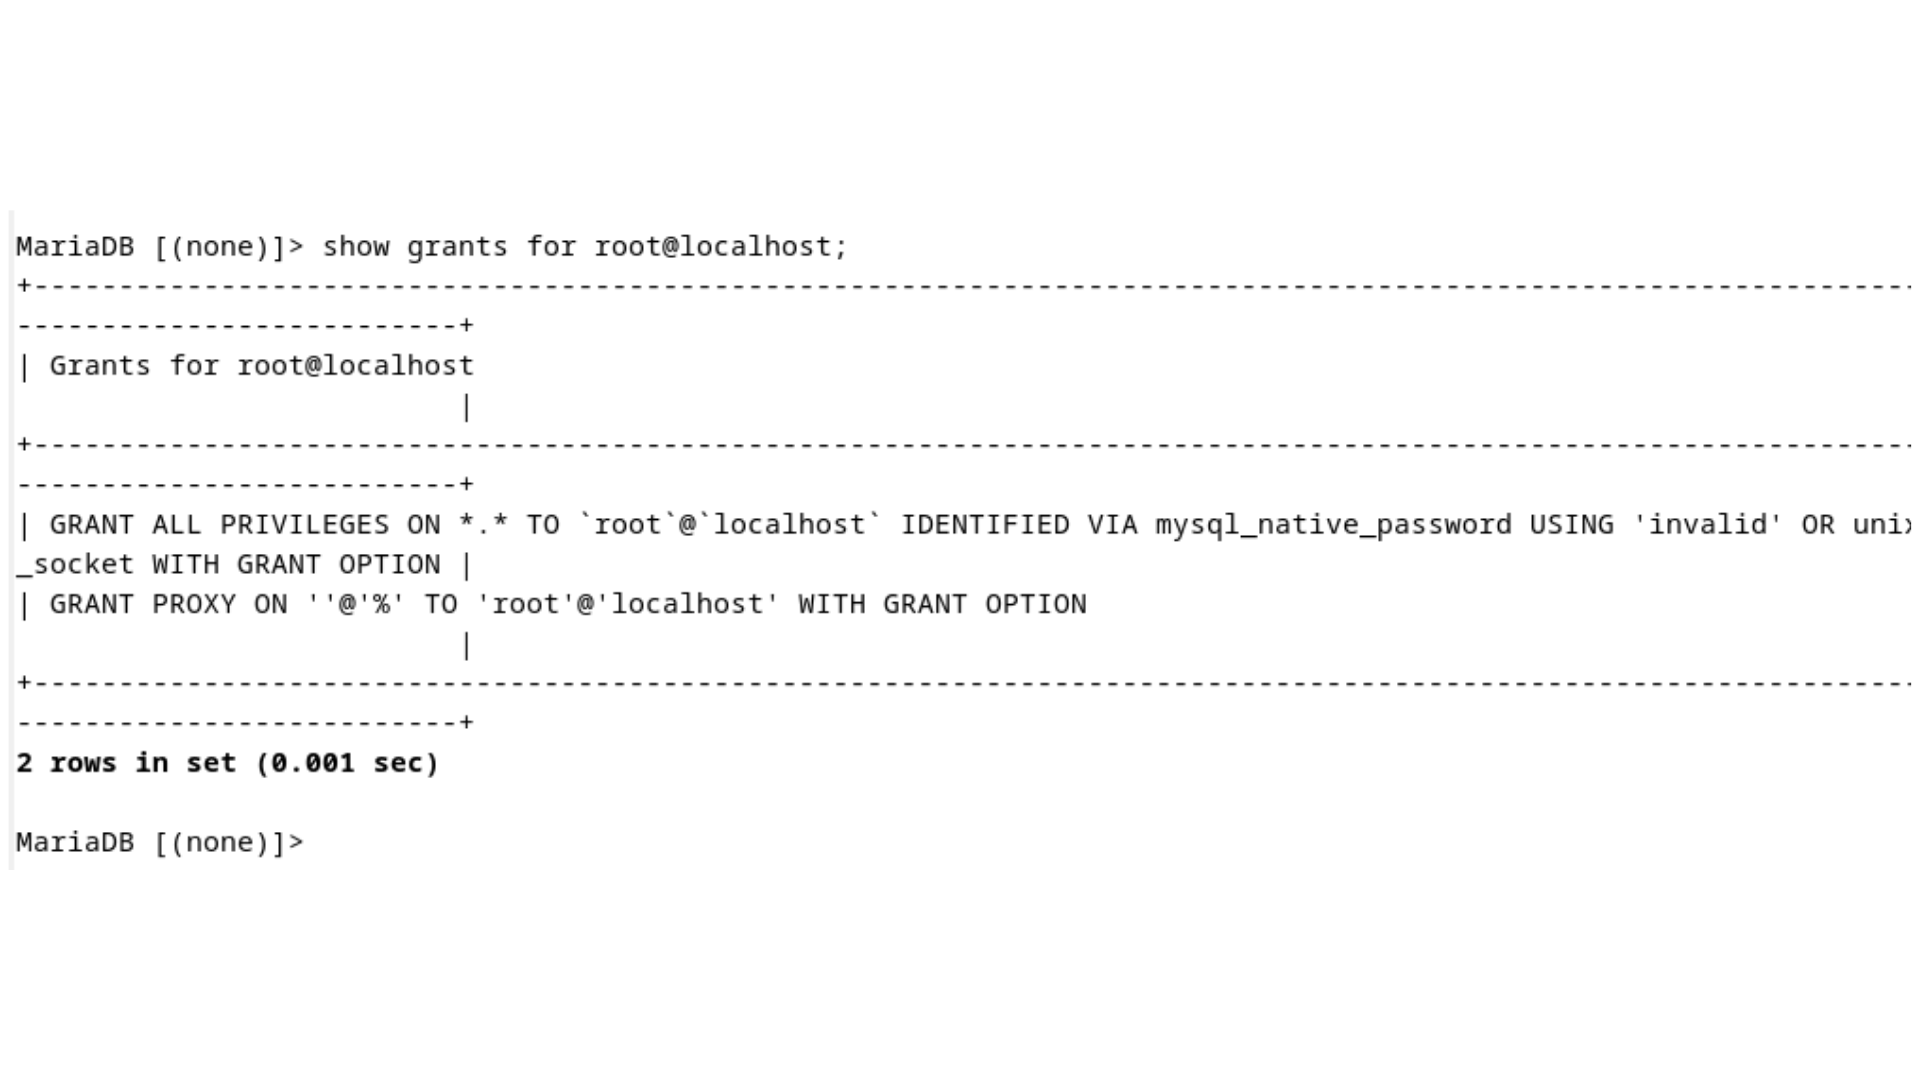 MariaDB [(none)]> show grants for root@localhost;
+---------------------------------------------------------------------------------------------------------------
--------------------------+
| Grants for root@localhost
                          |
+---------------------------------------------------------------------------------------------------------------
--------------------------+
| GRANT ALL PRIVILEGES ON *.* TO `root`@`localhost` IDENTIFIED VIA mysql_native_password USING 'invalid' OR unix
_socket WITH GRANT OPTION |
| GRANT PROXY ON ''@'%' TO 'root'@'localhost' WITH GRANT OPTION
                          |
+---------------------------------------------------------------------------------------------------------------
--------------------------+
2 rows in set (0.001 sec)
MariaDB [(none)]>